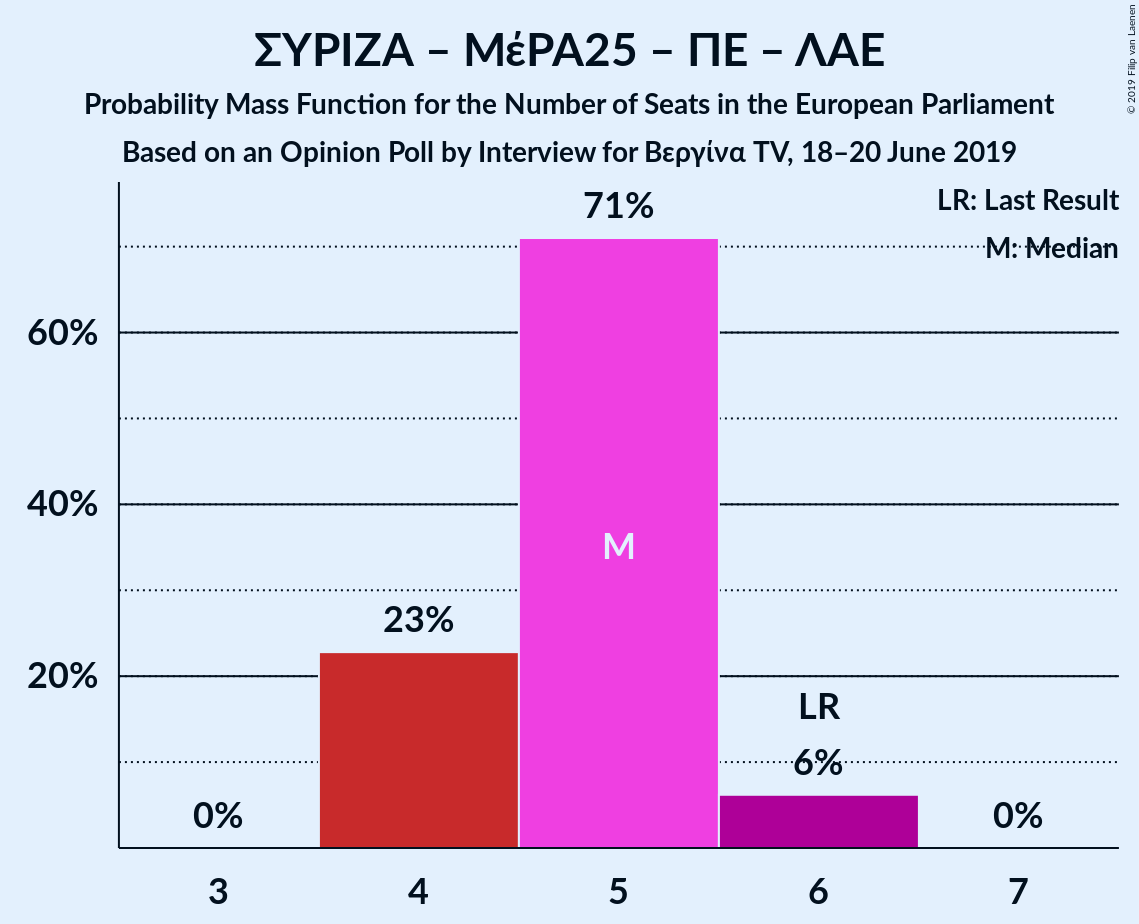 ΣΥΡΙΖΑ – ΜέΡΑ25 – ΠΕ – ΛΑΕ
Probability Mass Function for the Number of Seats in the European Parliament
Based on an Opinion Poll by Interview for Βεργίνα TV, 18–20 June 2019
© 2019 Filip van Laenen
LR: Last Result
M: Median
71%
60%
40%
M
23%
20%
LR
6%
0%
0%
3 4 5 6 7